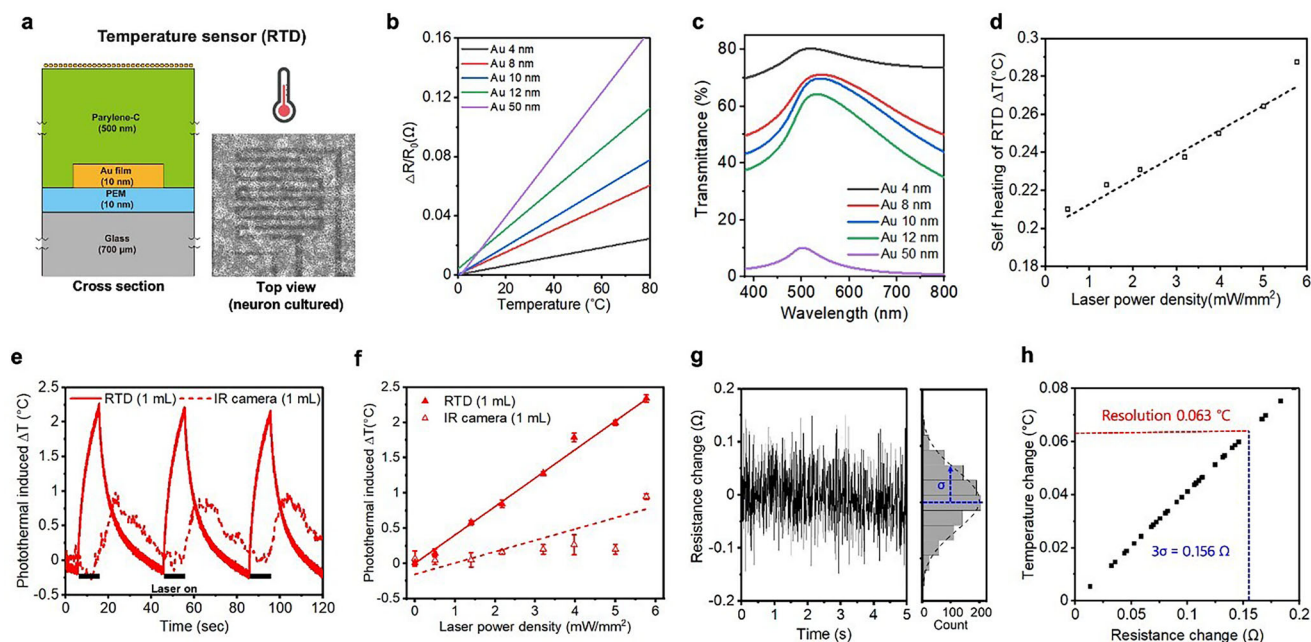 a
Temperature sensor (RTD)
Parylene-C
(500 nm)
Au film
(10 nm)
PEM
(10 nm)
Glass
(700 μm)
Cross section
Top view
(neuron cultured)
b
0.16
0.12
0.08
0.04
0.00
ΔR/R0(Ω)
Au 4 nm
Au 8 nm
Au 10 nm
Au 12 nm
Au 50 nm
0 20 40 60 80
Temperature (°C)
c
80
60
40
20
0
Transmittance (%)
Au 4 nm
Au 8 nm
Au 10 nm
Au 12 nm
Au 50 nm
400 500 600 700 800
Wavelength (nm)
d
0.3
0.28
0.26
0.24
0.22
0.20
0.18
Self heating of RTD ΔT(°C)
0 1 2 3 4 5 6
Laser power density(mW/mm²)
e
2.5
2.0
1.5
1.0
0.5
0
-0.5
Photothermal induced ΔT (°C)
RTD (1 mL) IR camera (1 mL)
Laser on
0 20 40 60 80 100 120
Time (sec)
f
2.5
2.0
1.5
1.0
0.5
0
-0.5
Photothermal induced ΔT(°C)
RTD (1 mL)
IR camera (1 mL)
0 1 2 3 4 5 6
Laser power density(mW/mm²)
g
0.2
0.1
0.0
-0.1
-0.2
Resistance change (Ω)
0 1 2 3 4 5
Time (s)
σ
0 100 200
Count
h
0.08
0.06
0.04
0.02
0
Temperature change (°C)
Resolution 0.063 °C
3σ = 0.156 Ω
0 0.05 0.1 0.15 0.2
Resistance change (Ω)